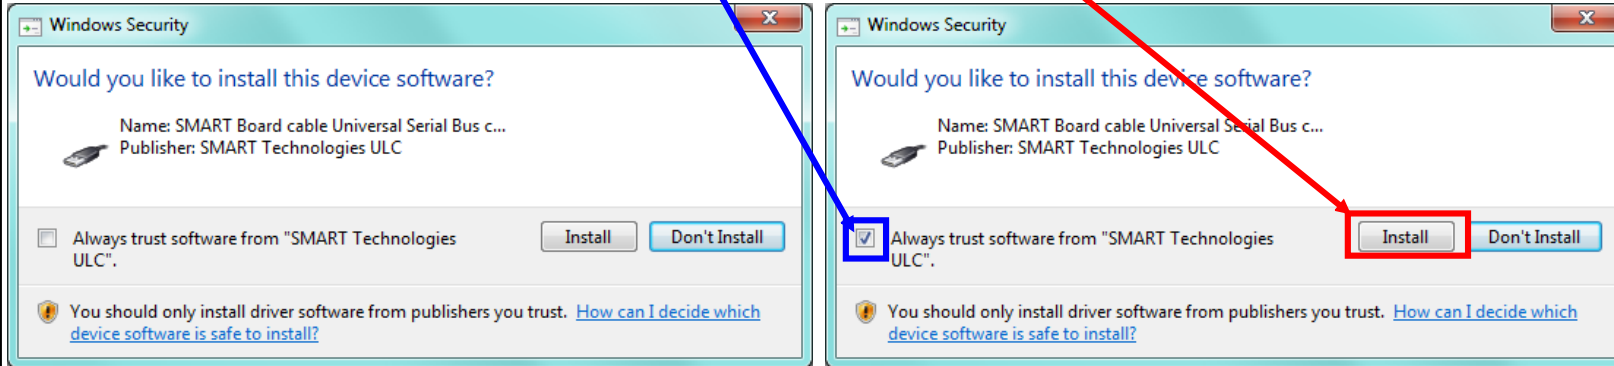 Windows Security
Would you like to install this device software?
Name: SMART Board cable Universal Serial Bus c...
Publisher: SMART Technologies ULC
Always trust software from "SMART Technologies
ULC".
Install
Don't Install
You should only install driver software from publishers you trust. How can I decide which
device software is safe to install?
Windows Security
Would you like to install this device software?
Name: SMART Board cable Universal Serial Bus c...
Publisher: SMART Technologies ULC
Always trust software from "SMART Technologies
ULC".
Install
Don't Install
You should only install driver software from publishers you trust. How can I decide which
device software is safe to install?